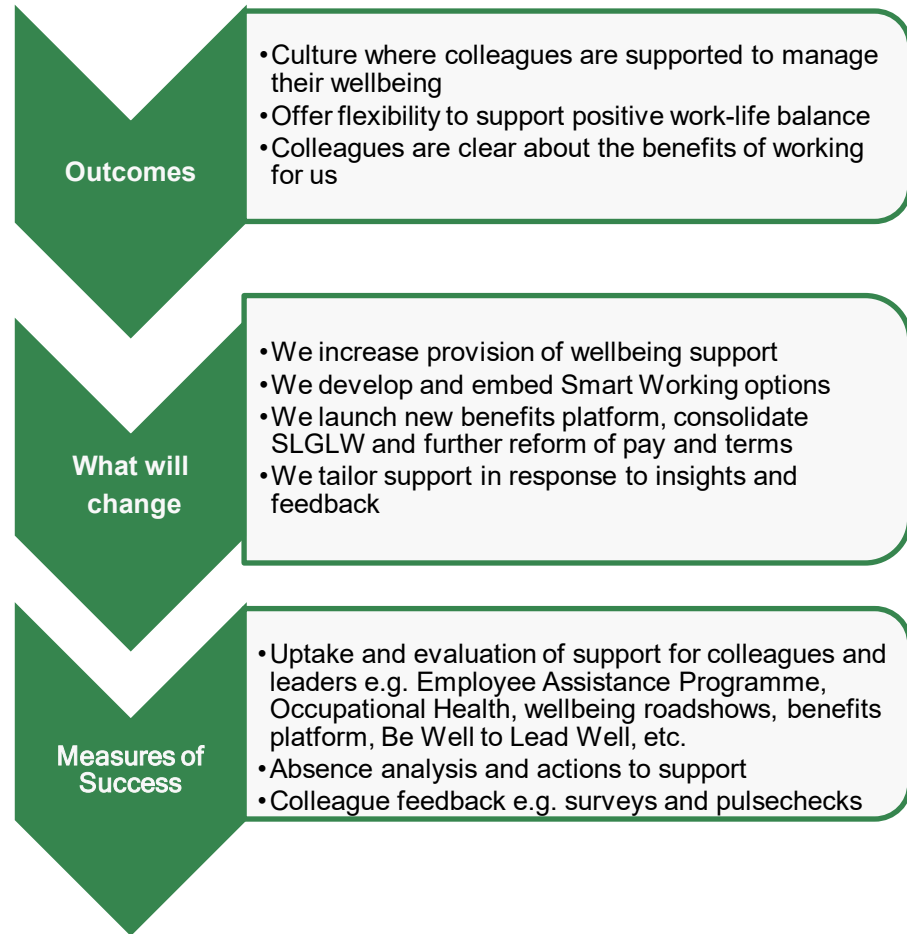 Outcomes
•Culture where colleagues are supported to manage
their wellbeing
•Offer flexibility to support positive work-life balance
•Colleagues are clear about the benefits of working
for us
What will
change
•We increase provision of wellbeing support
•We develop and embed Smart Working options
•We launch new benefits platform, consolidate
SLGLW and further reform of pay and terms
•We tailor support in response to insights and
feedback
Measures of
Success
•Uptake and evaluation of support for colleagues and
leaders e.g. Employee Assistance Programme,
Occupational Health, wellbeing roadshows, benefits
platform, Be Well to Lead Well, etc.
•Absence analysis and actions to support
•Colleague feedback e.g. surveys and pulsechecks